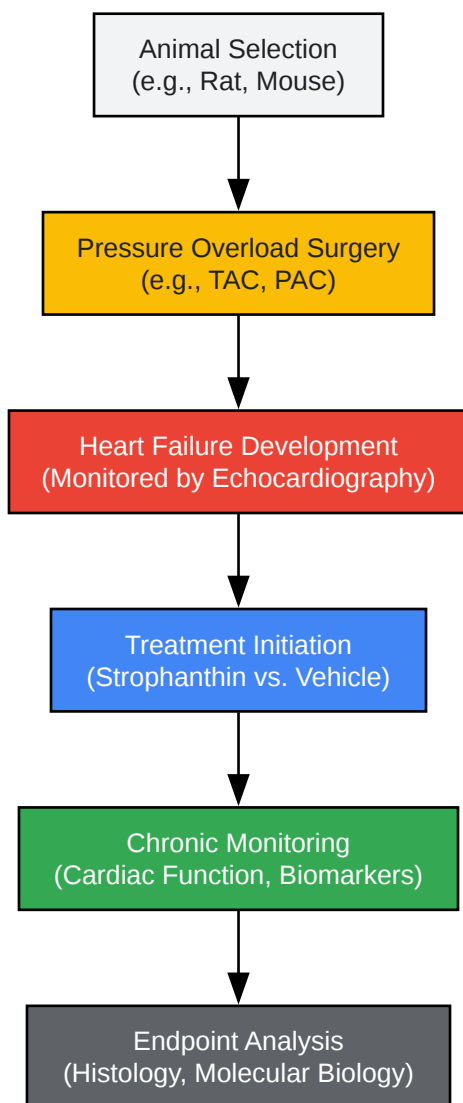 Animal Selection
(e.g., Rat, Mouse)
Pressure Overload Surgery
(e.g., TAC, PAC)
Heart Failure Development
(Monitored by Echocardiography)
Treatment Initiation
(Strophanthin vs. Vehicle)
Chronic Monitoring
(Cardiac Function, Biomarkers)
Endpoint Analysis
(Histology, Molecular Biology)